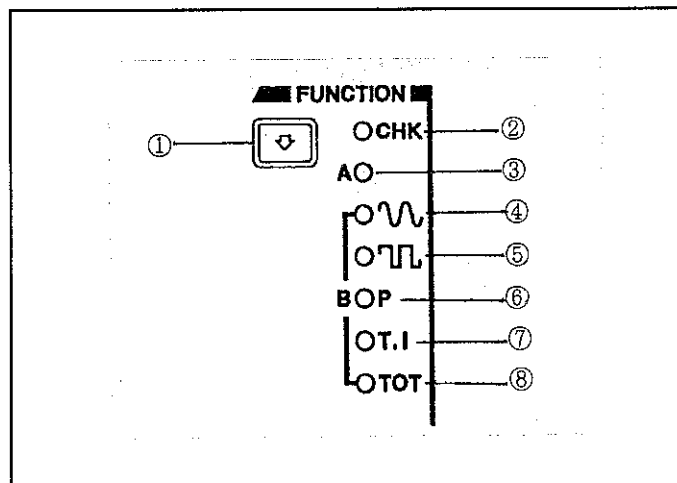 FUNCTION
① CHK ②
A ③
④
⑤
B P ⑥
T.I ⑦
TOT ⑧